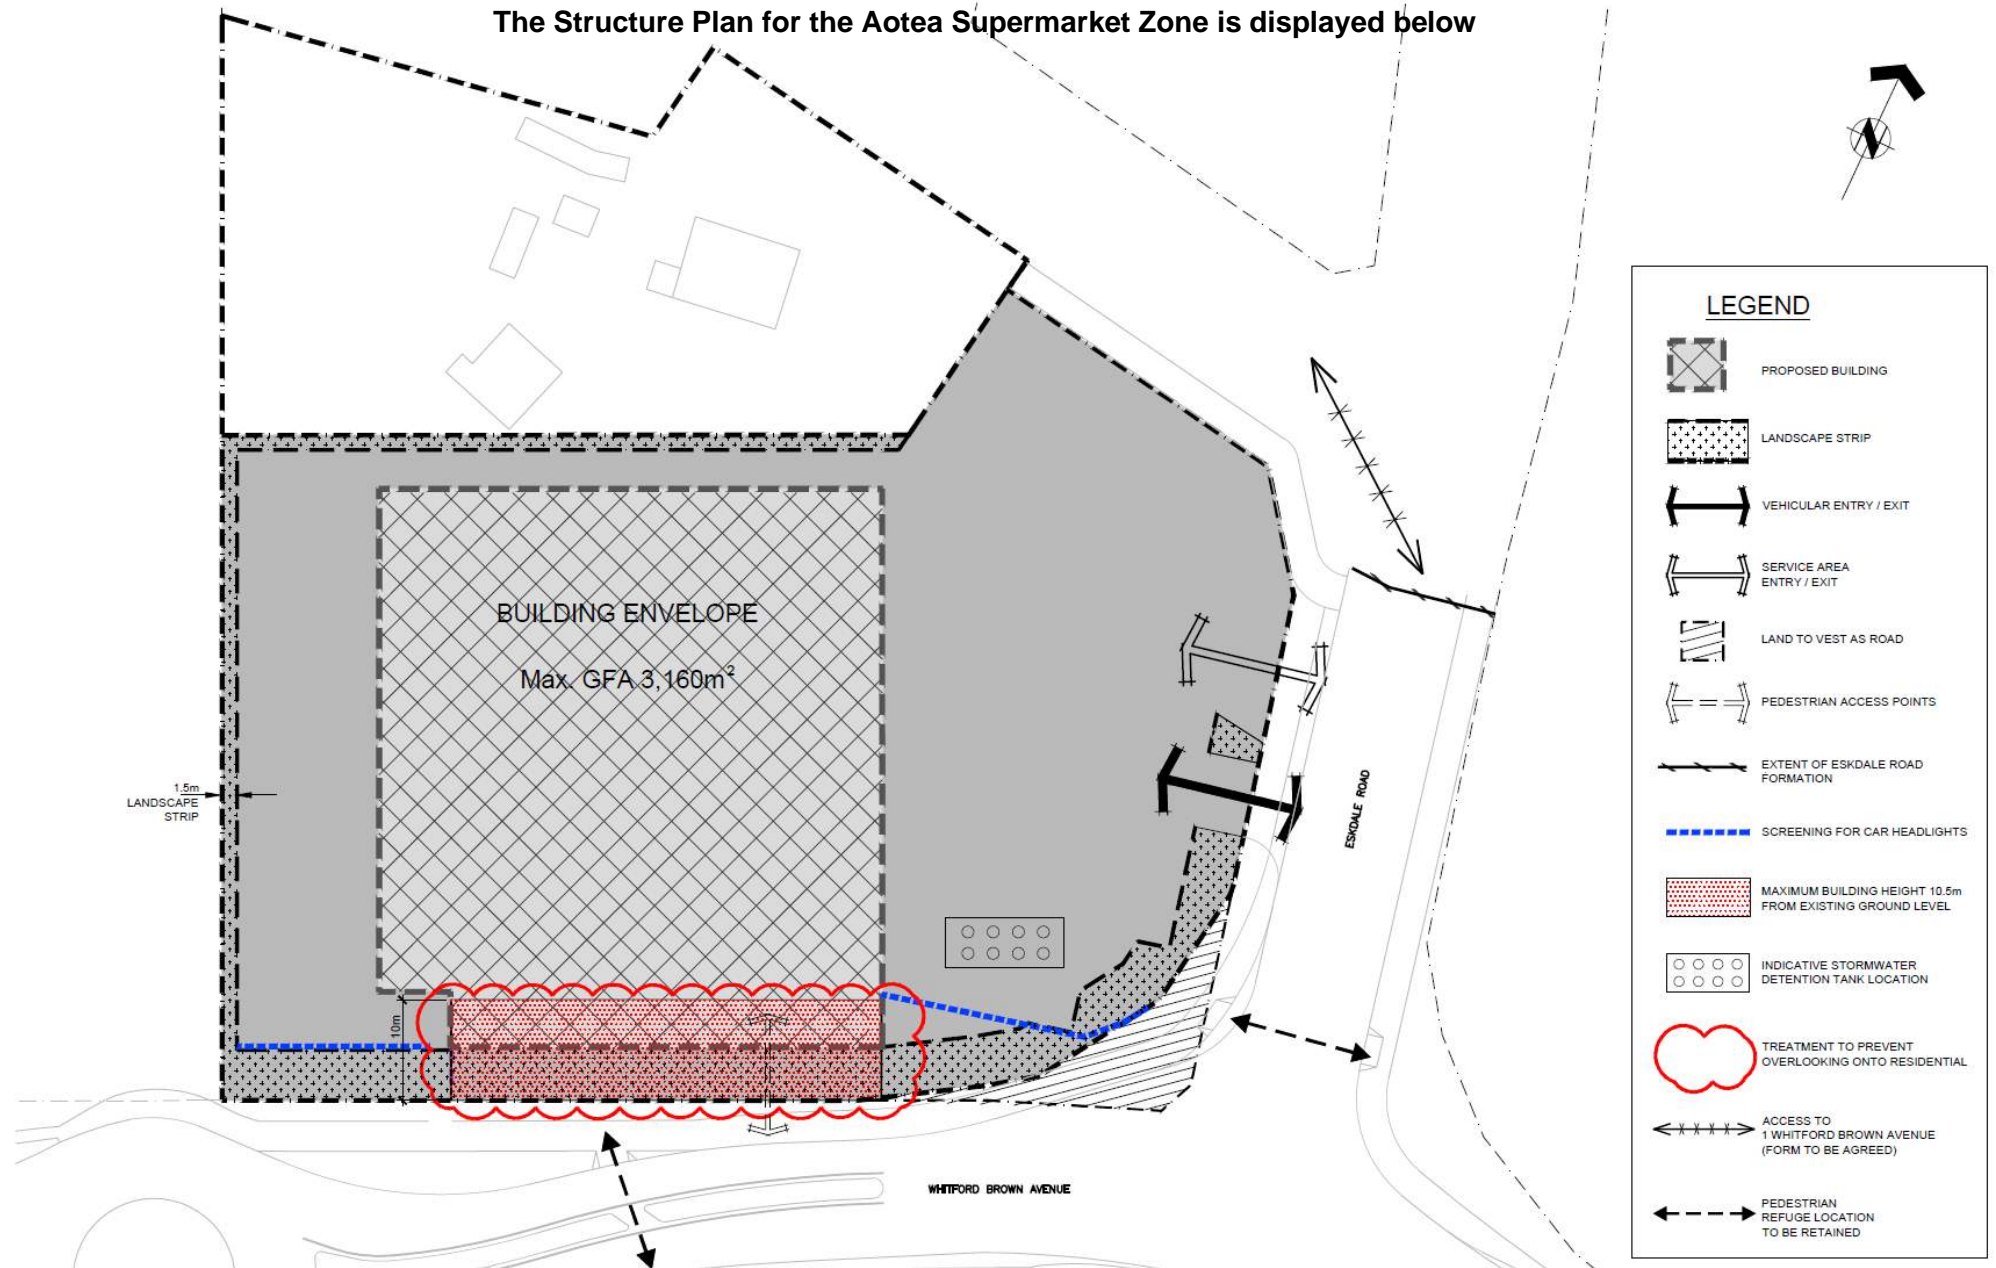 The Structure Plan for the Aotea Supermarket Zone is displayed below
N
LEGEND
PROPOSED BUILDING
LANDSCAPE STRIP
VEHICULAR ENTRY / EXIT
SERVICE AREA
ENTRY / EXIT
LAND TO VEST AS ROAD
PEDESTRIAN ACCESS POINTS
EXTENT OF ESKDALE ROAD
FORMATION
SCREENING FOR CAR HEADLIGHTS
MAXIMUM BUILDING HEIGHT 10.5m
FROM EXISTING GROUND LEVEL
INDICATIVE STORMWATER
DETENTION TANK LOCATION
TREATMENT TO PREVENT
OVERLOOKING ONTO RESIDENTIAL
ACCESS TO
1 WHITFORD BROWN AVENUE
(FORM TO BE AGREED)
PEDESTRIAN
REFUGE LOCATION
TO BE RETAINED
BUILDING ENVELOPE
Max. GFA 3,160m²
1.5m
LANDSCAPE
STRIP
10m
ESKDALE ROAD
WHITFORD BROWN AVENUE